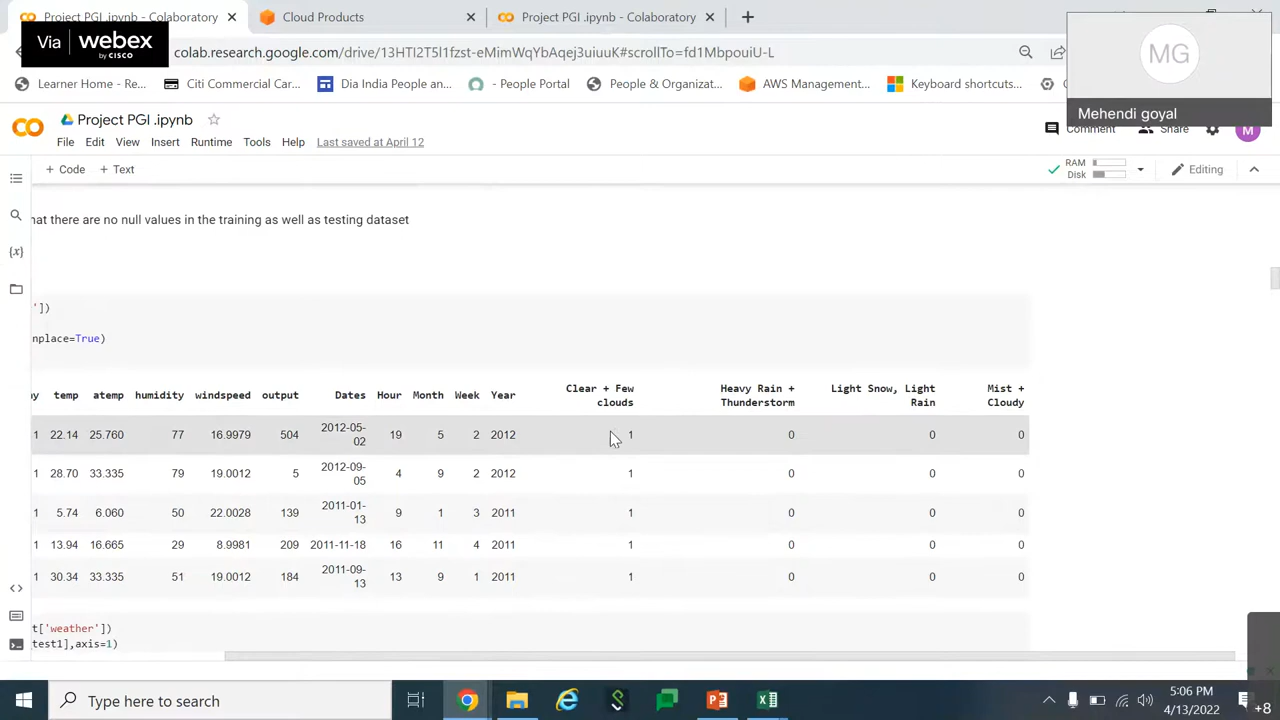 Project PGI .ipynb - Colaboratory
Cloud Products
Project PGI .ipynb - Colaboratory
Via webex by CISCO
colab.research.google.com/drive/13HTI2T5I1fzst-eMimWqYbAqej3uiuuK#scrollTo=fd1MbpouiU-L
Learner Home - Re...
Citi Commercial Car...
Dia India People an...
- People Portal
People & Organizat...
AWS Management...
Keyboard shortcuts...
MG
Mehendi goyal
Project PGI .ipynb
Comment
Share
M
File Edit View Insert Runtime Tools Help Last saved at April 12
+ Code + Text
RAM
Disk
Editing
hat there are no null values in the training as well as testing dataset
{x}
'])
nplace=True)
ay temp atemp humidity windspeed output Dates Hour Month Week Year Clear + Few clouds Heavy Rain + Thunderstorm Light Snow, Light Rain Mist + Cloudy
1 22.14 25.760 77 16.9979 504 2012-05-02 19 5 2 2012 1 0 0 0
1 28.70 33.335 79 19.0012 5 2012-09-05 4 9 2 2012 1 0 0 0
1 5.74 6.060 50 22.0028 139 2011-01-13 9 1 3 2011 1 0 0 0
1 13.94 16.665 29 8.9981 209 2011-11-18 16 11 4 2011 1 0 0 0
1 30.34 33.335 51 19.0012 184 2011-09-13 13 9 1 2011 1 0 0 0
t['weather'])
test1],axis=1)
Type here to search
5:06 PM
4/13/2022
+8